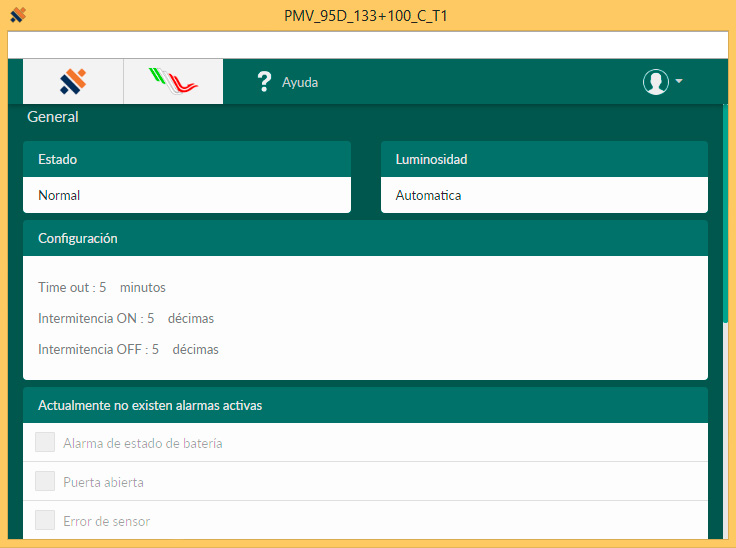 PMV_95D_133+100_C_T1
Ayuda
General
Estado
Luminosidad
Normal
Automatica
Configuración
Time out : 5 minutos
Intermitencia ON : 5 décimas
Intermitencia OFF : 5 décimas
Actualmente no existen alarmas activas
Alarma de estado de batería
Puerta abierta
Error de sensor